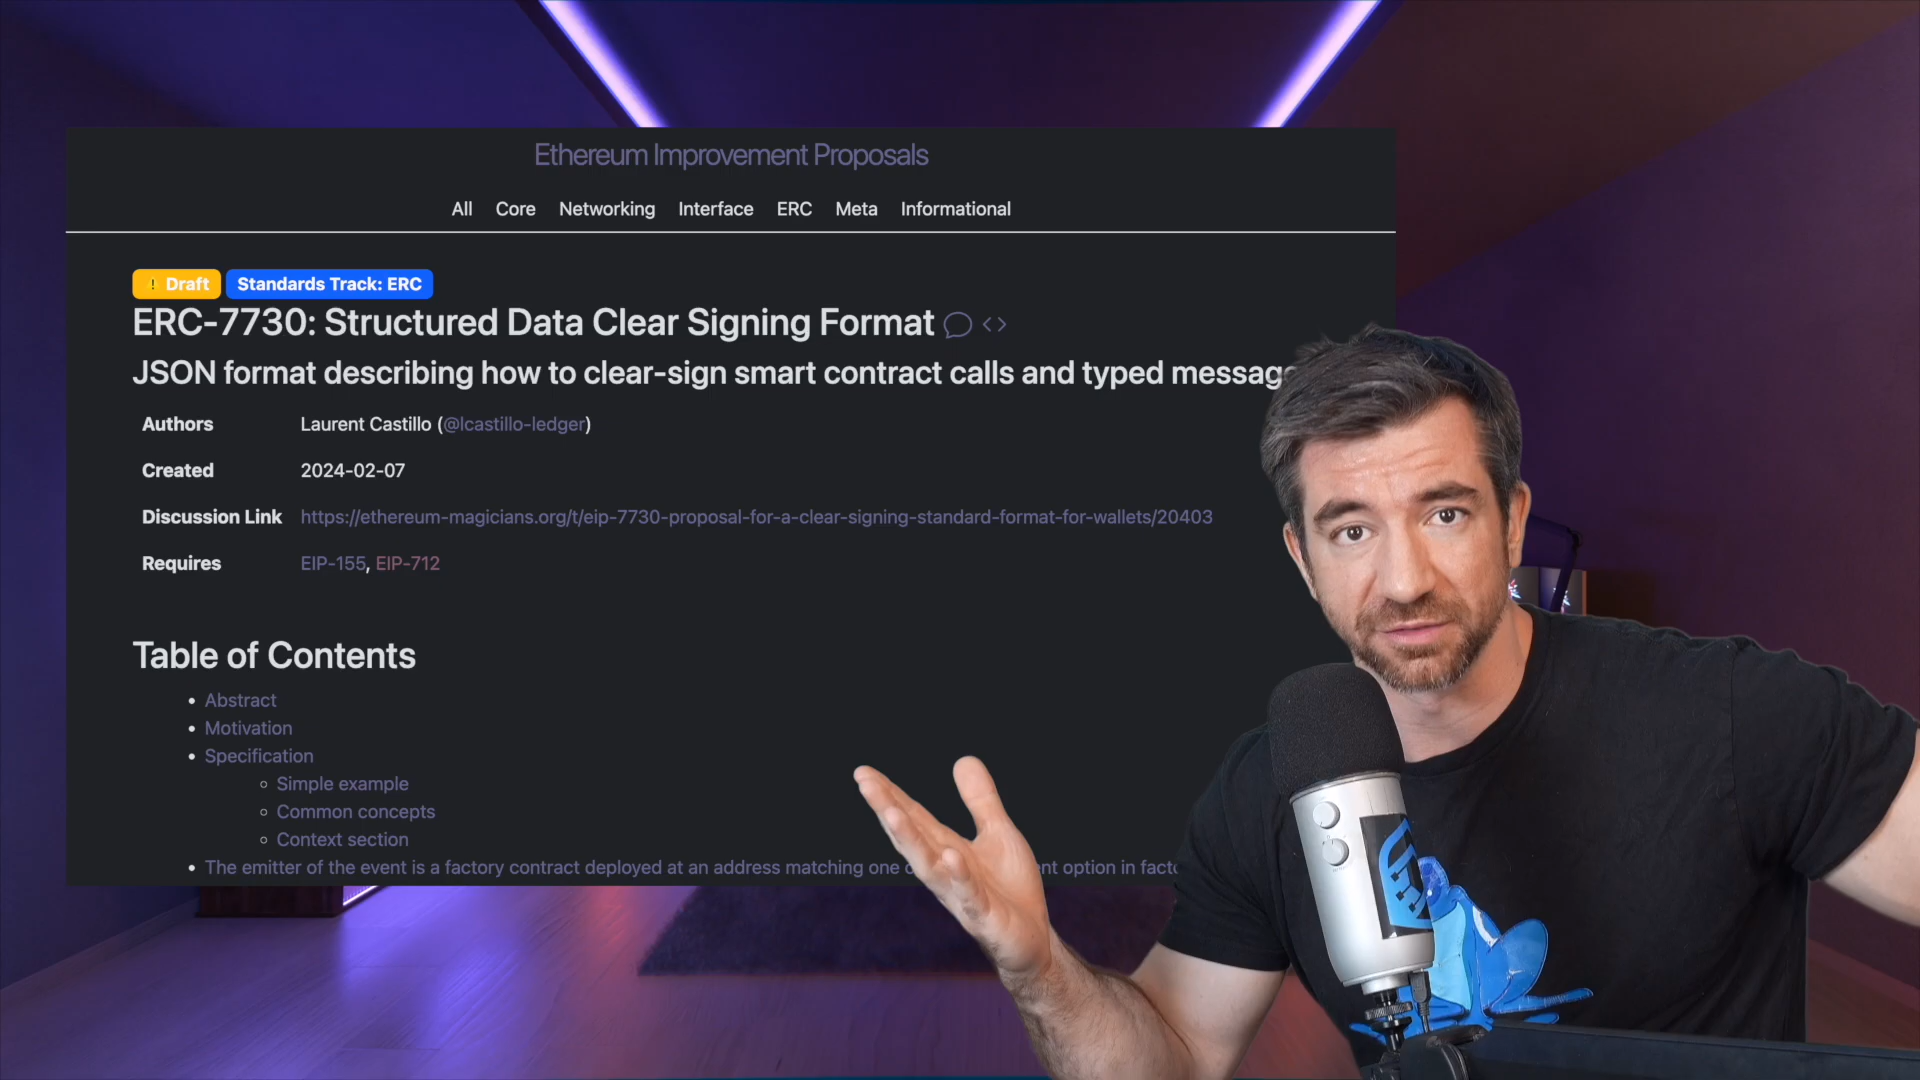 Ethereum Improvement Proposals
All Core Networking Interface ERC Meta Informational
! Draft Standards Track: ERC
ERC-7730: Structured Data Clear Signing Format
JSON format describing how to clear-sign smart contract calls and typed
Authors Laurent Castillo (@lcastillo-ledger)
Created 2024-02-07
Discussion Link https://ethereum-magicians.org/t/eip-7730-proposal-for-a-clear-signing-standard-format-for-wallets/20403
Requires EIP-155, EIP-712
Table of Contents
• Abstract
• Motivation
• Specification
◦ Simple example
◦ Common concepts
◦ Context section
• The emitter of the event is a factory contract deployed at an address matching one option in